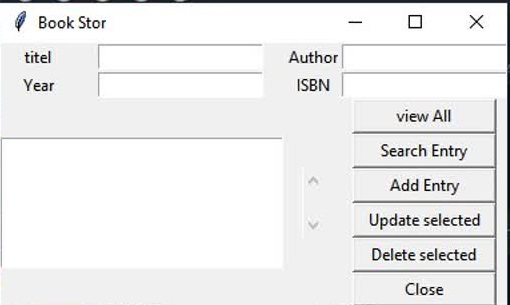 Book Stor
titel Author
Year ISBN
view All
Search Entry
Add Entry
Update selected
Delete selected
Close